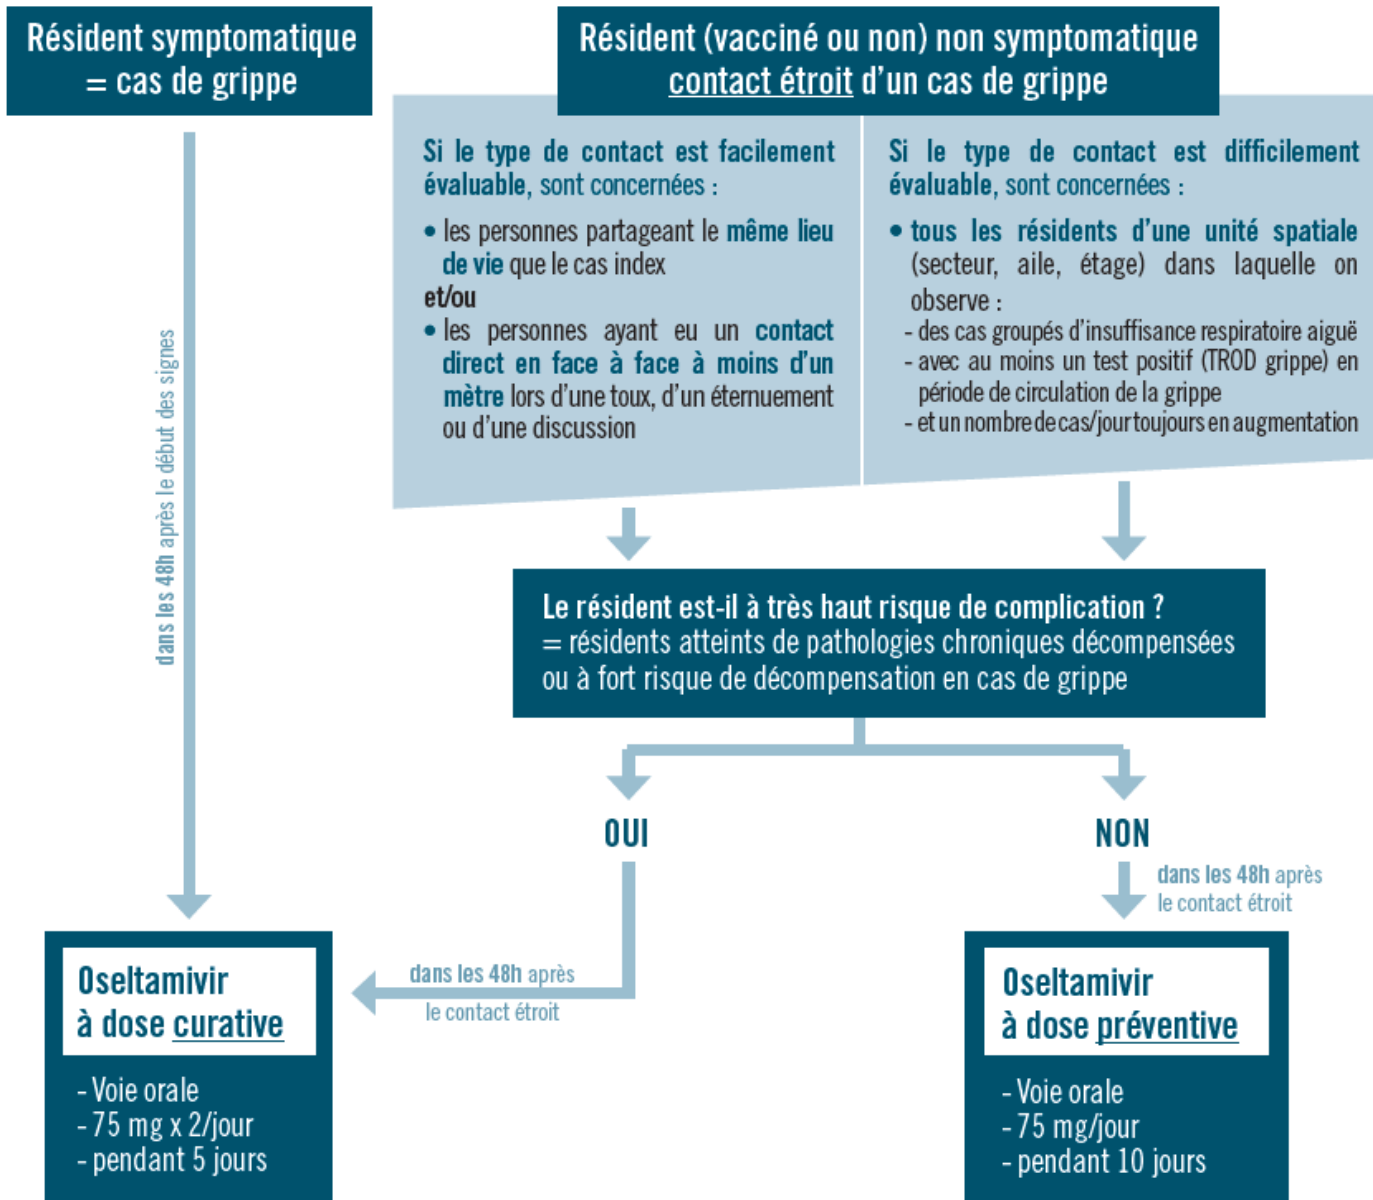 Résident symptomatique
= cas de grippe
Résident (vacciné ou non) non symptomatique
contact étroit d'un cas de grippe
Si le type de contact est facilement
évaluable, sont concernées :
• les personnes partageant le même lieu
de vie que le cas index
et/ou
• les personnes ayant eu un contact
direct en face à face à moins d'un
mètre lors d'une toux, d'un éternuement
ou d'une discussion
Si le type de contact est difficilement
évaluable, sont concernées :
• tous les résidents d'une unité spatiale
(secteur, aile, étage) dans laquelle on
observe :
- des cas groupés d'insuffisance respiratoire aiguë
- avec au moins un test positif (TROD grippe) en
période de circulation de la grippe
- et un nombre de cas/jour toujours en augmentation
dans les 48h après le début des signes
Le résident est-il à très haut risque de complication ?
= résidents atteints de pathologies chroniques décompensées
ou à fort risque de décompensation en cas de grippe
OUI
NON
dans les 48h après
le contact étroit
dans les 48h après
le contact étroit
Oseltamivir
à dose curative
- Voie orale
- 75 mg x 2/jour
- pendant 5 jours
Oseltamivir
à dose préventive
- Voie orale
- 75 mg/jour
- pendant 10 jours